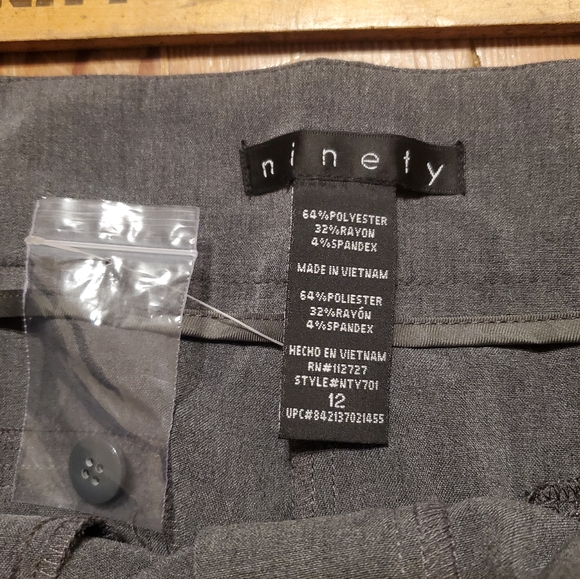 ninety
64%POLYESTER
32%RAYON
4%SPANDEX
MADE IN VIETNAM
64%POLIESTER
32%RAYÓN
4%SPANDEX
HECHO EN VIETNAM
RN#112727
STYLE#NTY701
12
UPC#842137021455